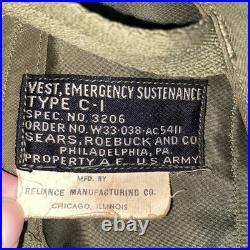 VEST, EMERGENCY SUSTENANCE
TYPE C-1
SPEC. NO. 3206
ORDER NO. W33-038-AC5411
SEARS, ROEBUCK AND CO.
PHILADELPHIA, PA.
PROPERTY A.F. U.S. ARMY
MFD. BY
RELIANCE MANUFACTURING CO.
CHICAGO, ILLINOIS